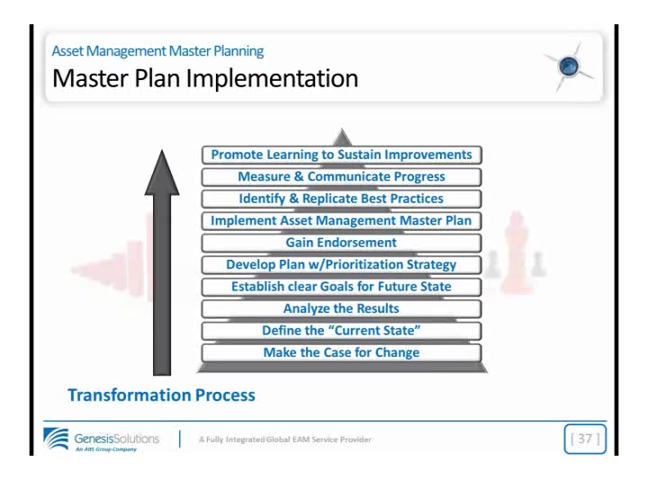 Asset Management Master Planning
Master Plan Implementation
Promote Learning to Sustain Improvements
Measure & Communicate Progress
Identify & Replicate Best Practices
Implement Asset Management Master Plan
Gain Endorsement
Develop Plan w/Prioritization Strategy
Establish clear Goals for Future State
Analyze the Results
Define the “Current State”
Make the Case for Change
Transformation Process
GenesisSolutions
An ABS Group Company
A Fully Integrated Global EAM Service Provider
[ 37 ]